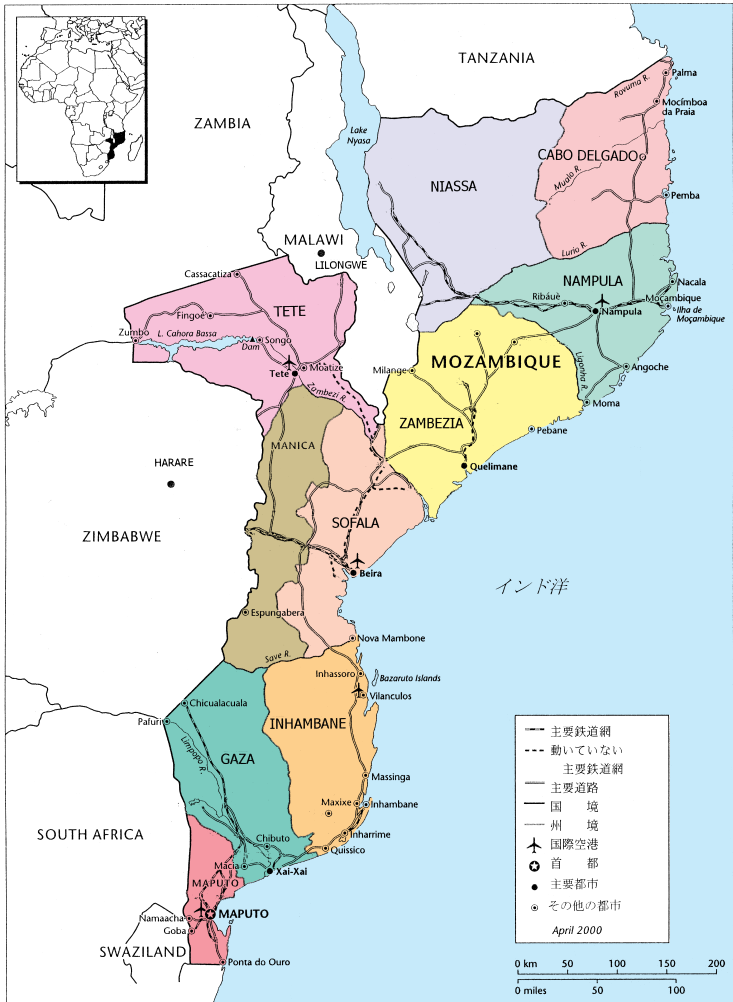 TANZANIA
Palma
Rovuma R.
Mocímboa
da Praia
ZAMBIA
Lake
Nyasa
CABO DELGADO
NIASSA
Mualo R.
Pemba
MALAWI
LILONGWE
Lurio R.
Cassacatiza
NAMPULA
Nacala
TETE
Ribáuè
Moçambique
Fingoé
Nampula
Ilha de
Moçambique
Zumbo
L. Cahora Bassa
Songo
Dam
MOZAMBIQUE
Moatize
Milange
Tete
Ligonha R.
Angoche
Zambezi R.
Moma
ZAMBEZIA
Pebane
MANICA
HARARE
Quelimane
SOFALA
ZIMBABWE
Beira
インド洋
Espungabera
Nova Mambone
Save R.
Inhassoro
Bazaruto Islands
Vilanculos
Chicualacuala
Pafuri
INHAMBANE
Limpopo R.
GAZA
Massinga
Maxixe
Inhambane
SOUTH AFRICA
Chibuto
Inharrime
Quissico
Macia
Xai-Xai
MAPUTO
Namaacha
MAPUTO
Goba
SWAZILAND
Ponta do Ouro
主要鉄道網
動いていない
主要鉄道網
主要道路
国 境
州 境
国際空港
首 都
主要都市
その他の都市
April 2000
0 km 50 100 150 200
0 miles 50 100 150